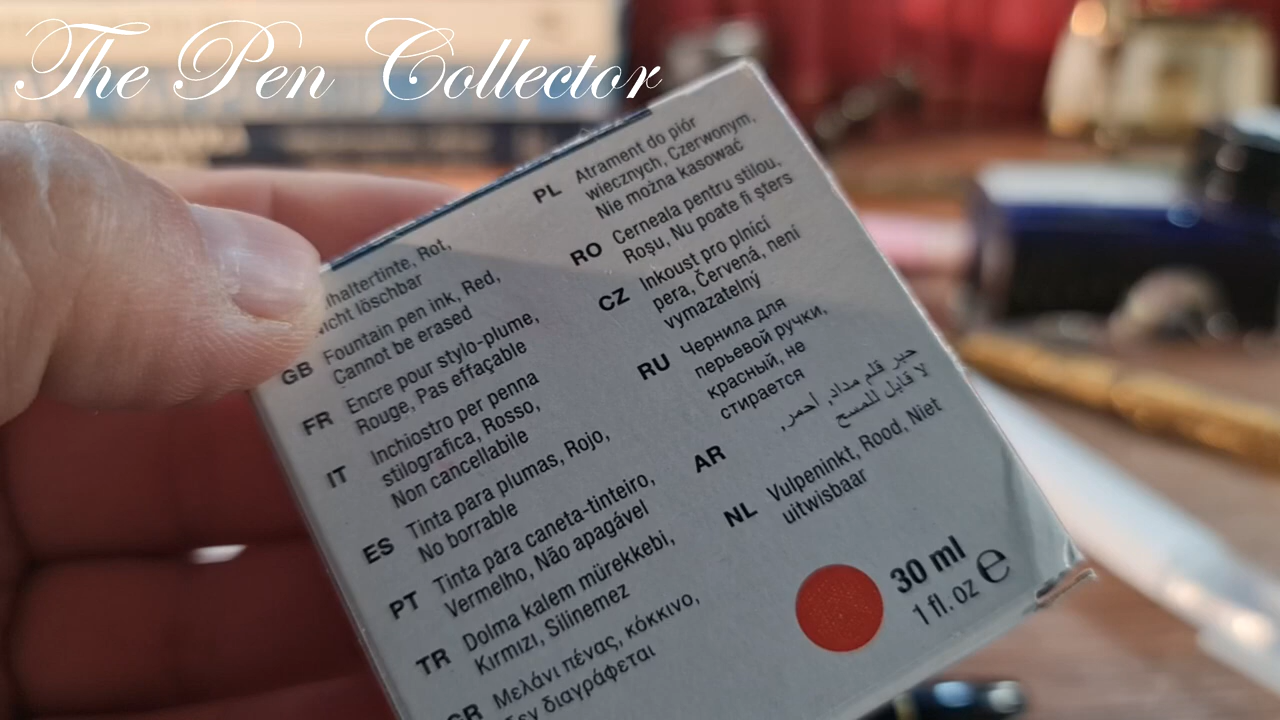 The Pen Collector
haltertinte, Rot,
nicht löschbar
GB Fountain pen ink, Red,
Cannot be erased
FR Encre pour stylo-plume,
Rouge, Pas effaçable
IT Inchiostro per penna
stilografica, Rosso,
Non cancellabile
ES Tinta para plumas, Rojo,
No borrable
PT Tinta para caneta-tinteiro,
Vermelho, Não apagável
TR Dolma kalem mürekkebi,
Kırmızı, Silinemez
GR Μελάνι πένας, κόκκινο,
Δεν διαγράφεται
PL Atrament do piór
wiecznych, Czerwonym,
Nie można kasować
RO Cerneala pentru stilou,
Roșu, Nu poate fi șters
CZ Inkoust pro plnící
pera, Červená, není
vymazatelný
RU Чернила для
перьевой ручки,
красный, не
стирается
AR حبر قلم مداد, احمر,
لا قابل للمسح
NL Vulpeninkt, Rood, Niet
uitwisbaar
30 ml
1 fl. oz ℮